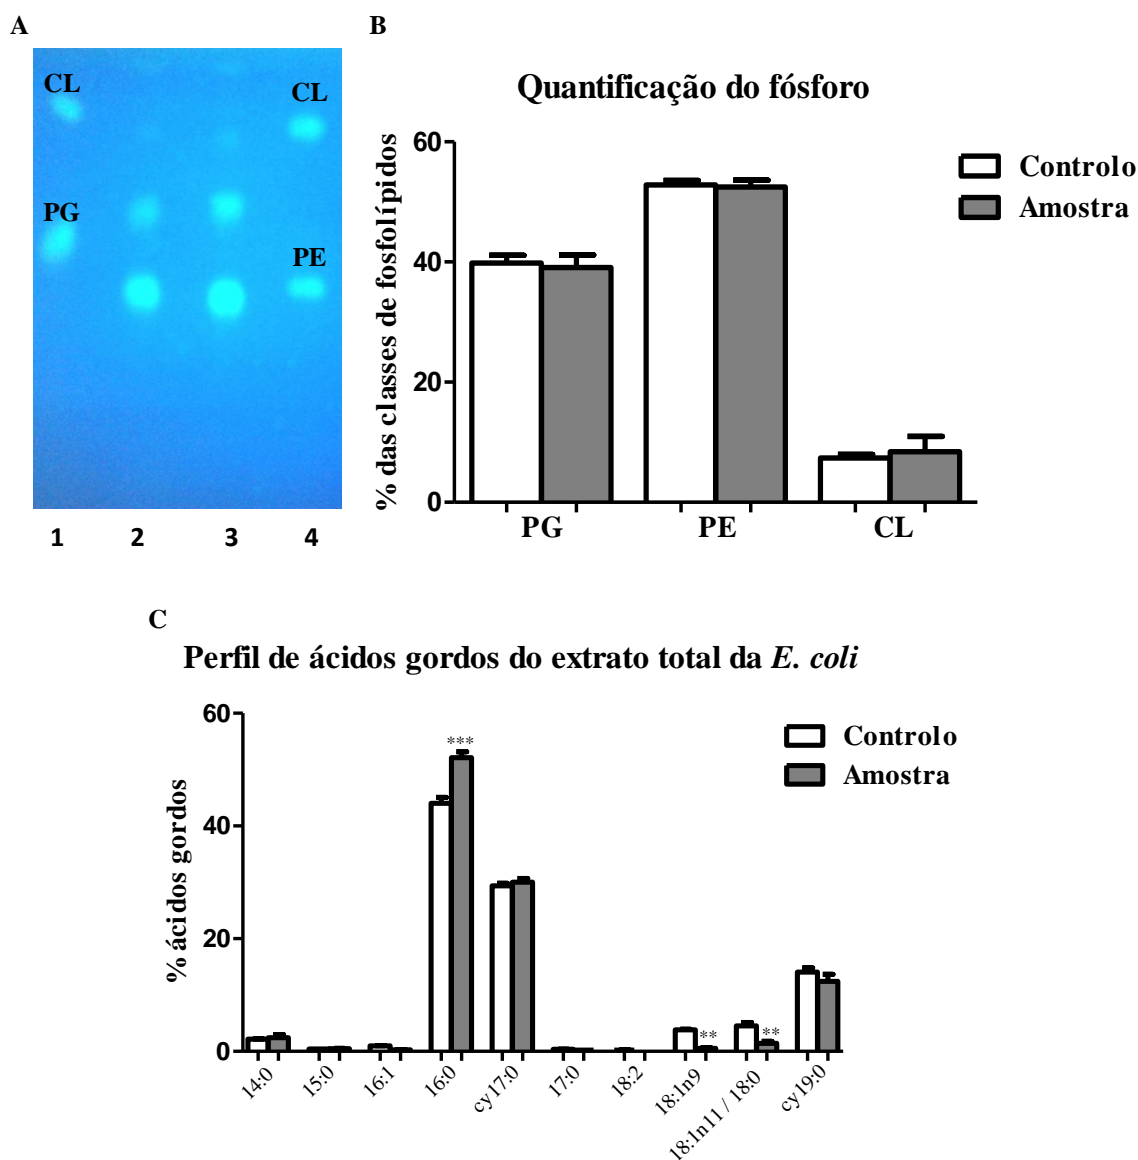 A
CL
CL
PG
PE
1 2 3 4
B
Quantificação do fósforo
% das classes de fosfolípidos
60
40
20
0
PG PE CL
Controlo
Amostra
C
Perfil de ácidos gordos do extrato total da E. coli
% ácidos gordos
60
40
20
0
***
**
**
14:0
15:0
16:1
16:0
cy17:0
17:0
18:2
18:1n9
18:1n11 / 18:0
cy19:0
Controlo
Amostra